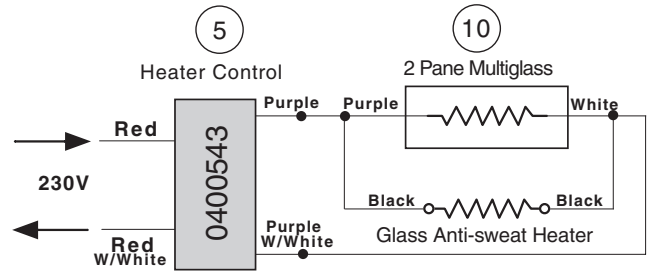 5
10
Heater Control
2 Pane Multiglass
Purple
Purple
White
Red
0400543
230V
Black
Black
Purple
W/White
Glass Anti-sweat Heater
Red
W/White